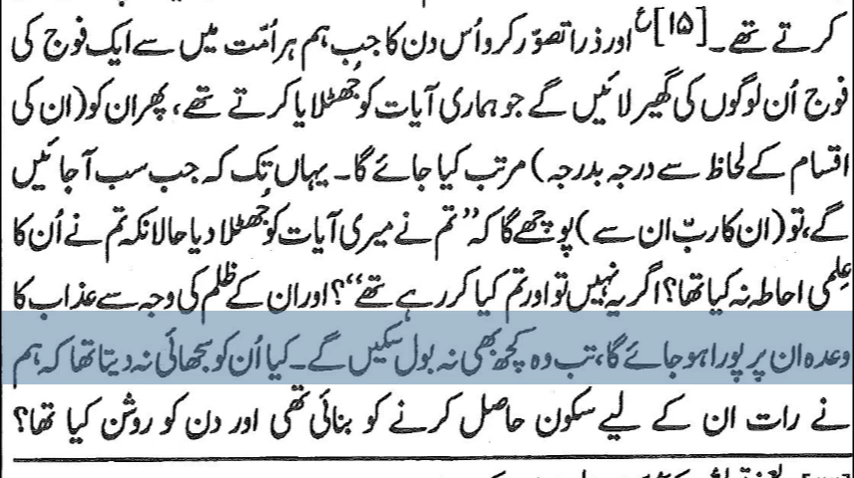 کرتے تھے۔[۱۵]ع اور ذرا تصوّر کرو اُس دن کا جب ہم ہر اُمّت میں سے ایک فوج کی
فوج اُن لوگوں کی گھیر لائیں گے جو ہماری آیات کو جُھٹلایا کرتے تھے، پھر ان کو (ان کی
اقسام کے لحاظ سے درجہ بدرجہ) مرتب کیا جائے گا۔ یہاں تک کہ جب سب آجائیں
گے، تو (ان کا ربّ ان سے) پوچھے گا کہ ”تم نے میری آیات کو جُھٹلا دیا حالانکہ تم نے اُن کا
عِلمی احاطہ نہ کیا تھا؟ اگر یہ نہیں تو اور تم کیا کر رہے تھے“؟ اور ان کے ظلم کی وجہ سے عذاب کا
وعدہ ان پر پورا ہو جائے گا، تب وہ کچھ بھی نہ بول سکیں گے۔ کیا اُن کو سجھائی نہ دیتا تھا کہ ہم
نے رات ان کے لیے سکون حاصل کرنے کو بنائی تھی اور دن کو روشن کیا تھا؟